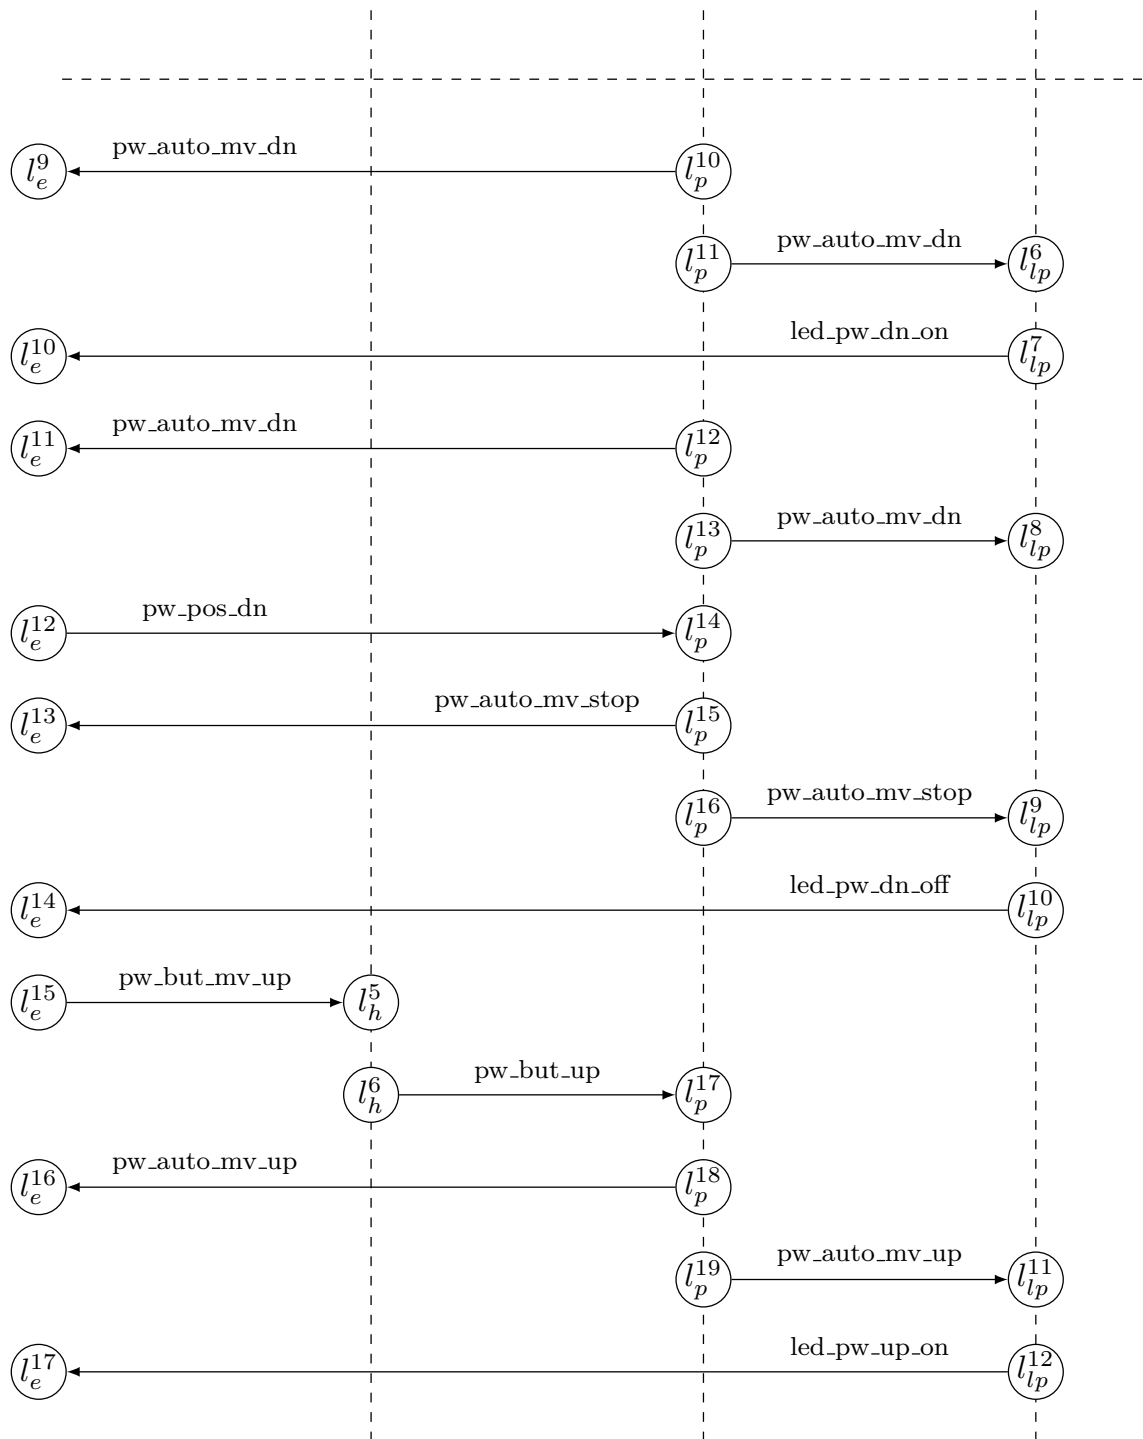 pw_auto_mv_dn
l_e^9 l_p^10
pw_auto_mv_dn
l_p^11 l_lp^6
led_pw_dn_on
l_e^10 l_lp^7
pw_auto_mv_dn
l_e^11 l_p^12
pw_auto_mv_dn
l_p^13 l_lp^8
pw_pos_dn
l_e^12 l_p^14
pw_auto_mv_stop
l_e^13 l_p^15
pw_auto_mv_stop
l_p^16 l_lp^9
led_pw_dn_off
l_e^14 l_lp^10
pw_but_mv_up
l_e^15 l_h^5
pw_but_up
l_h^6 l_p^17
pw_auto_mv_up
l_e^16 l_p^18
pw_auto_mv_up
l_p^19 l_lp^11
led_pw_up_on
l_e^17 l_lp^12